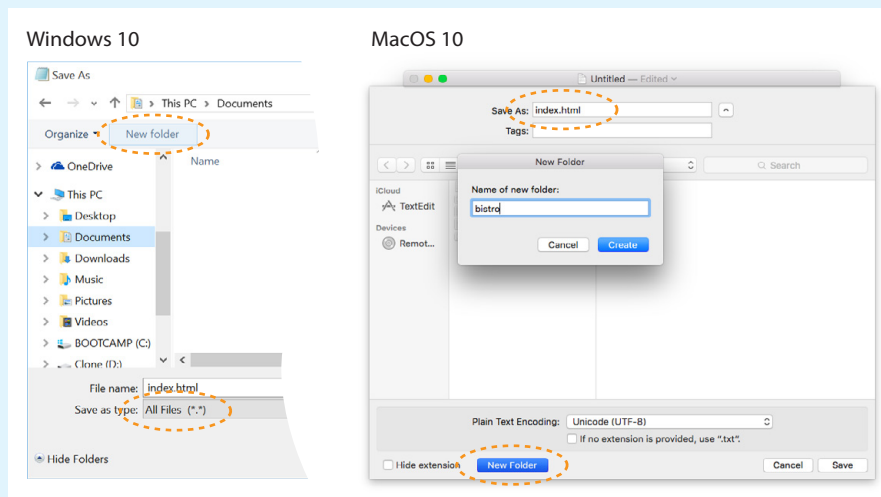 Windows 10
Save As
This PC > Documents
Organize
New folder
OneDrive
Name
This PC
Desktop
Documents
Downloads
Music
Pictures
Videos
BOOTCAMP (C:)
Clone (D:)
File name: index.html
Save as type: All Files (*.*)
Hide Folders
MacOS 10
Untitled — Edited
Save As: index.html
Tags:
Search
New Folder
Name of new folder:
bistro
Cancel Create
iCloud
TextEdit
Devices
Remot...
Plain Text Encoding: Unicode (UTF-8)
If no extension is provided, use ".txt".
Hide extension New Folder Cancel Save